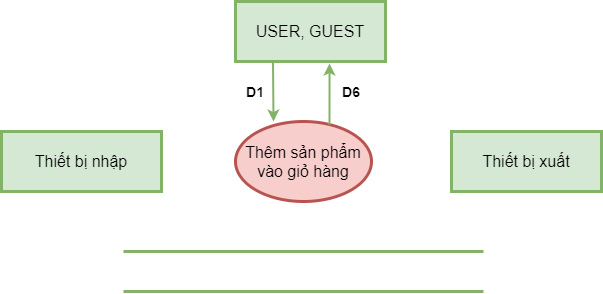 USER, GUEST
D1
D6
Thiết bị nhập
Thêm sản phẩm
vào giỏ hàng
Thiết bị xuất